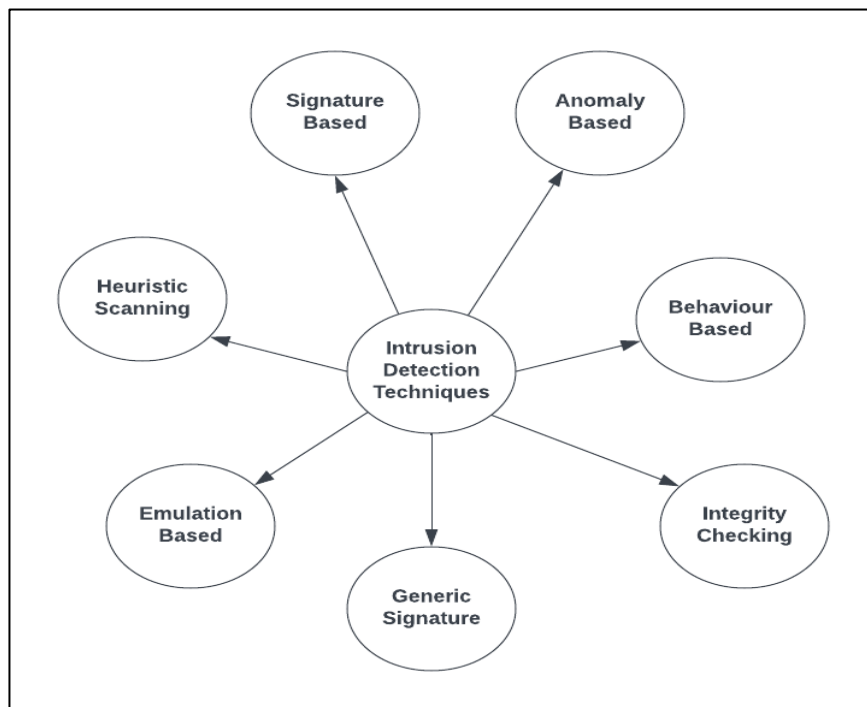 Signature
Based
Anomaly
Based
Heuristic
Scanning
Behaviour
Based
Intrusion
Detection
Techniques
Emulation
Based
Integrity
Checking
Generic
Signature